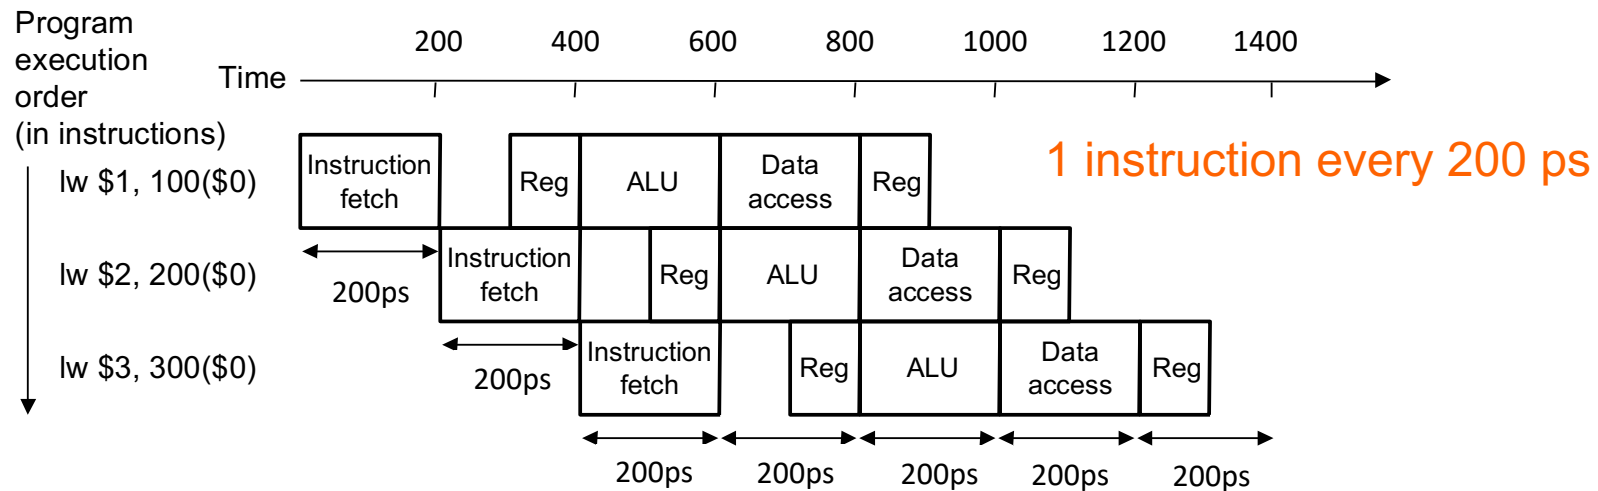 Program
execution
order
(in instructions)
Time
200 400 600 800 1000 1200 1400
1 instruction every 200 ps
lw $1, 100($0)
Instruction
fetch
Reg
ALU
Data
access
Reg
lw $2, 200($0)
200ps
Instruction
fetch
Reg
ALU
Data
access
Reg
lw $3, 300($0)
200ps
Instruction
fetch
Reg
ALU
Data
access
Reg
200ps 200ps 200ps 200ps 200ps